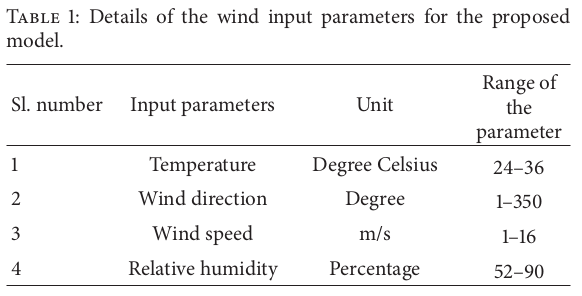 TABLE 1: Details of the wind input parameters for the proposed
model.
Sl. number Input parameters Unit Range of the parameter
1 Temperature Degree Celsius 24–36
2 Wind direction Degree 1–350
3 Wind speed m/s 1–16
4 Relative humidity Percentage 52–90